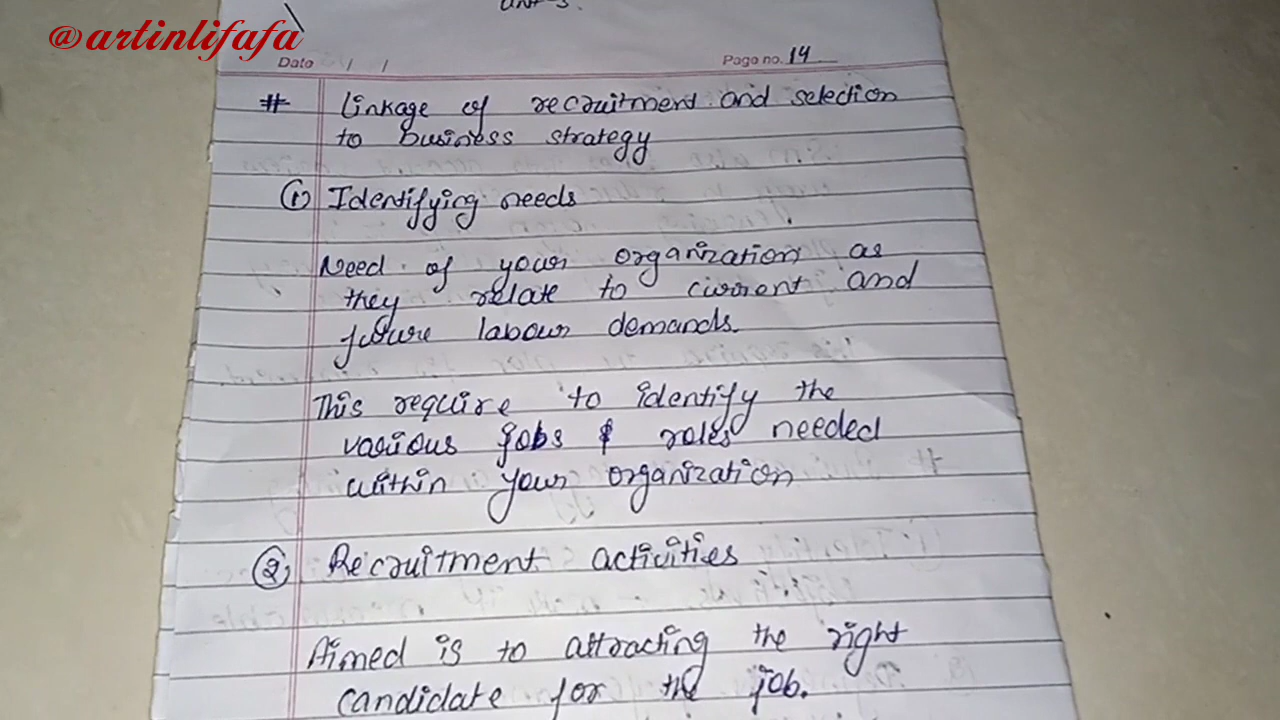 @artinlifafa
Date / /
Page no. 14
# Linkage of recruitment and selection
to business strategy
① Identifying needs
Need of your organization as
they relate to current and
future labour demands.
This require to identify the
various jobs & roles needed
within your organization
② Recruitment activities
Aimed is to attracting the right
candidate for the job.